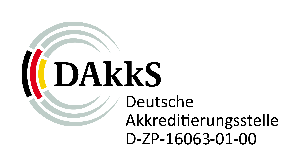 DAkkS
Deutsche
Akkreditierungsstelle
D-ZP-16063-01-00